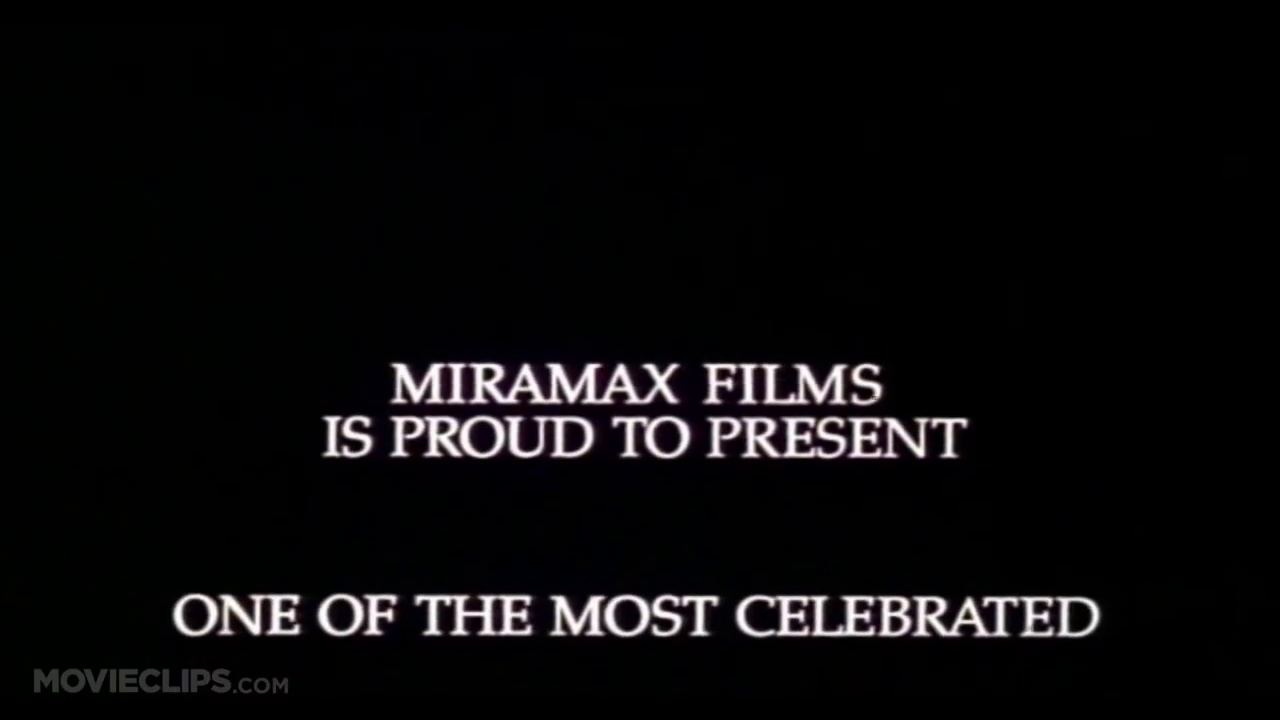 MIRAMAX FILMS
IS PROUD TO PRESENT
ONE OF THE MOST CELEBRATED
MOVIECLIPS.COM